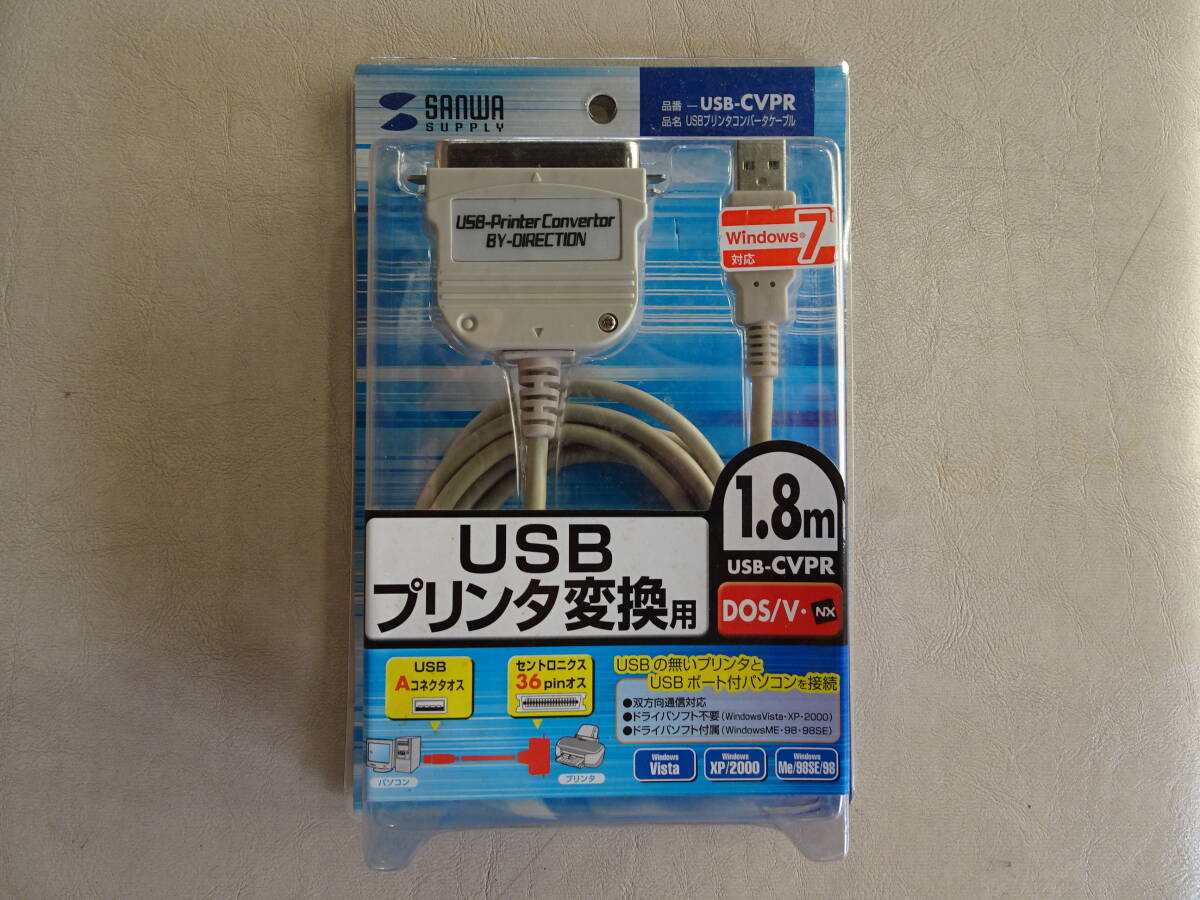 SANWA
SUPPLY
品番 — USB-CVPR
品名 USBプリンタコンバータケーブル
USB-Printer Convertor
BY-DIRECTION
Windows® 7
対応
1.8m
USB-CVPR
DOS/V・NX
USB
プリンタ変換用
USB
Aコネクタオス
セントロニクス
36pinオス
パソコン
プリンタ
USBの無いプリンタと
USBポート付パソコンを接続
●双方向通信対応
●ドライバソフト不要(WindowsVista・XP・2000)
●ドライバソフト付属(WindowsME・98・98SE)
Windows
Vista
Windows
XP/2000
Windows
Me/98SE/98